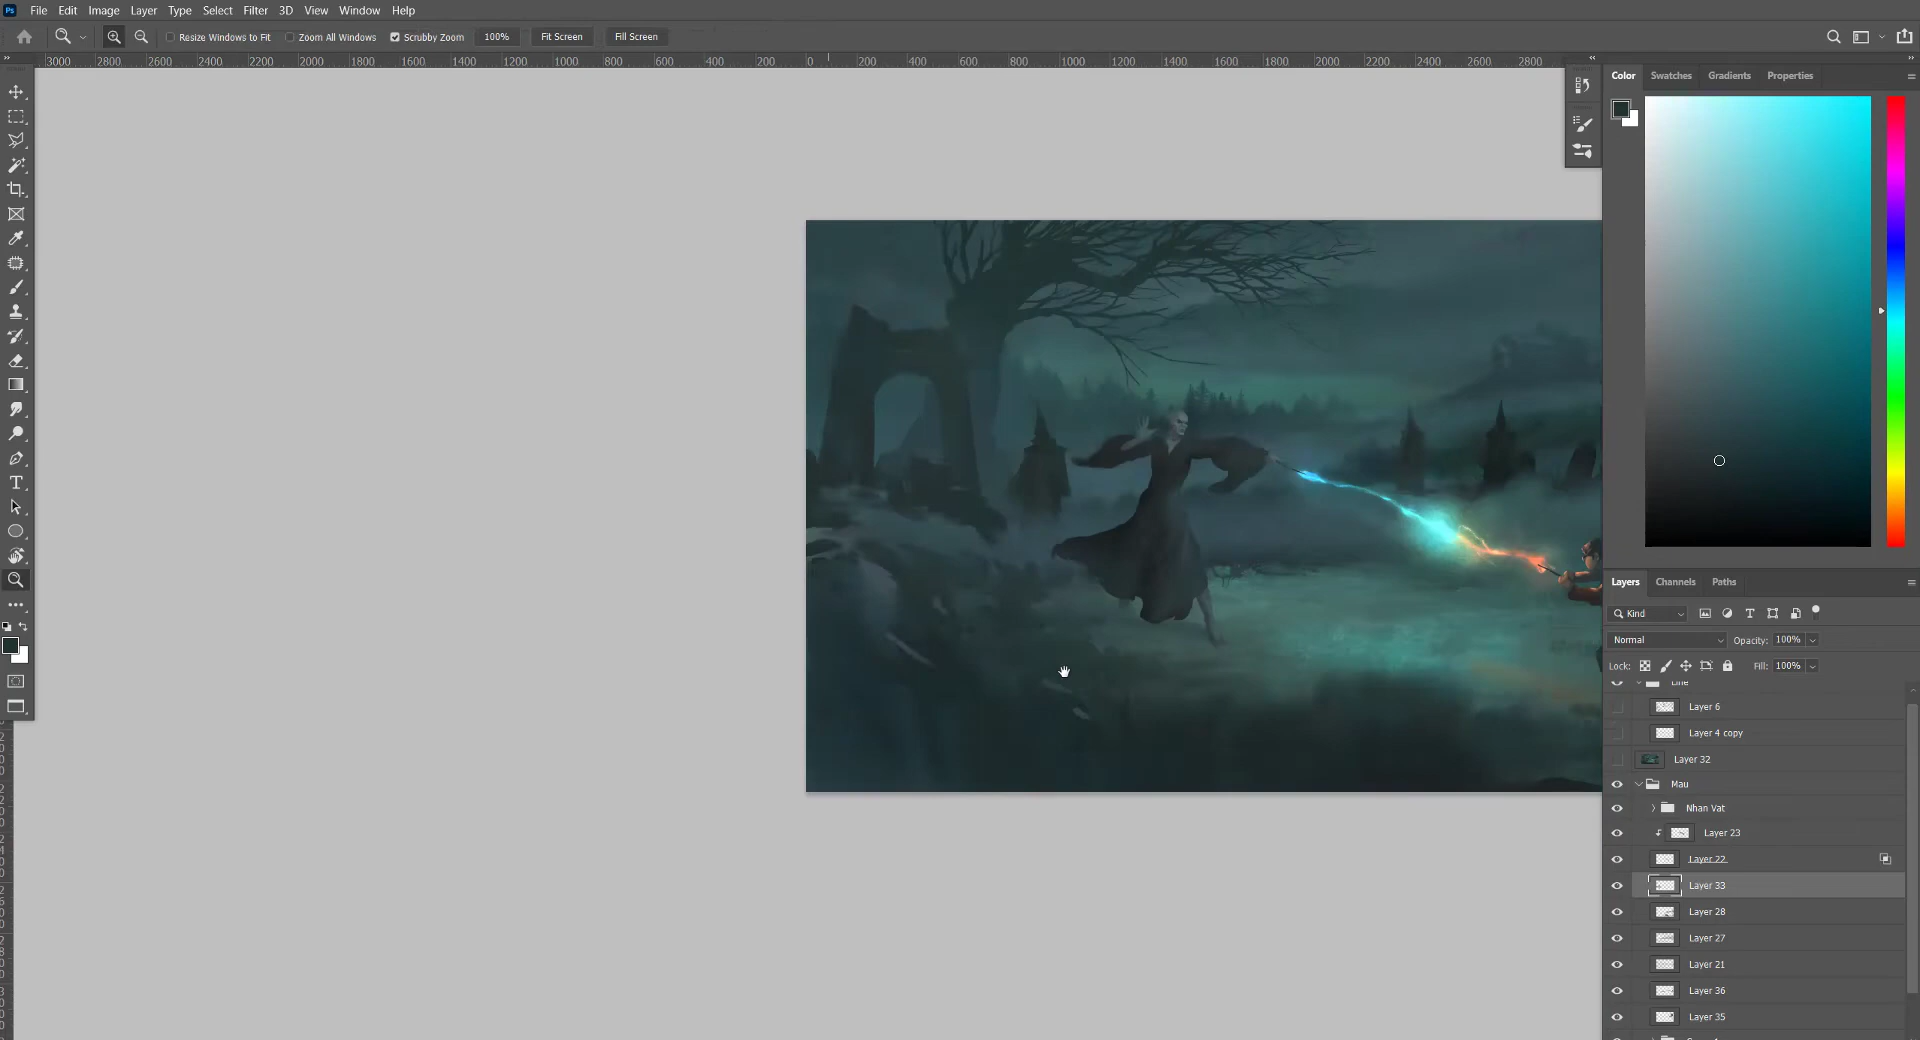 Ps File Edit Image Layer Type Select Filter 3D View Window Help
Resize Windows to Fit Zoom All Windows Scrubby Zoom 100% Fit Screen Fill Screen
3000 2800 2600 2400 2200 2000 1800 1600 1400 1200 1000 800 600 400 200 0 200 400 600 800 1000 1200 1400 1600 1800 2000 2200 2400 2600 2800
Color Swatches Gradients Properties
Layers Channels Paths
Kind
Normal Opacity: 100%
Lock: Fill: 100%
Line
Layer 6
Layer 4 copy
Layer 32
Mau
Nhan Vat
Layer 23
Layer 22
Layer 33
Layer 28
Layer 27
Layer 21
Layer 36
Layer 35